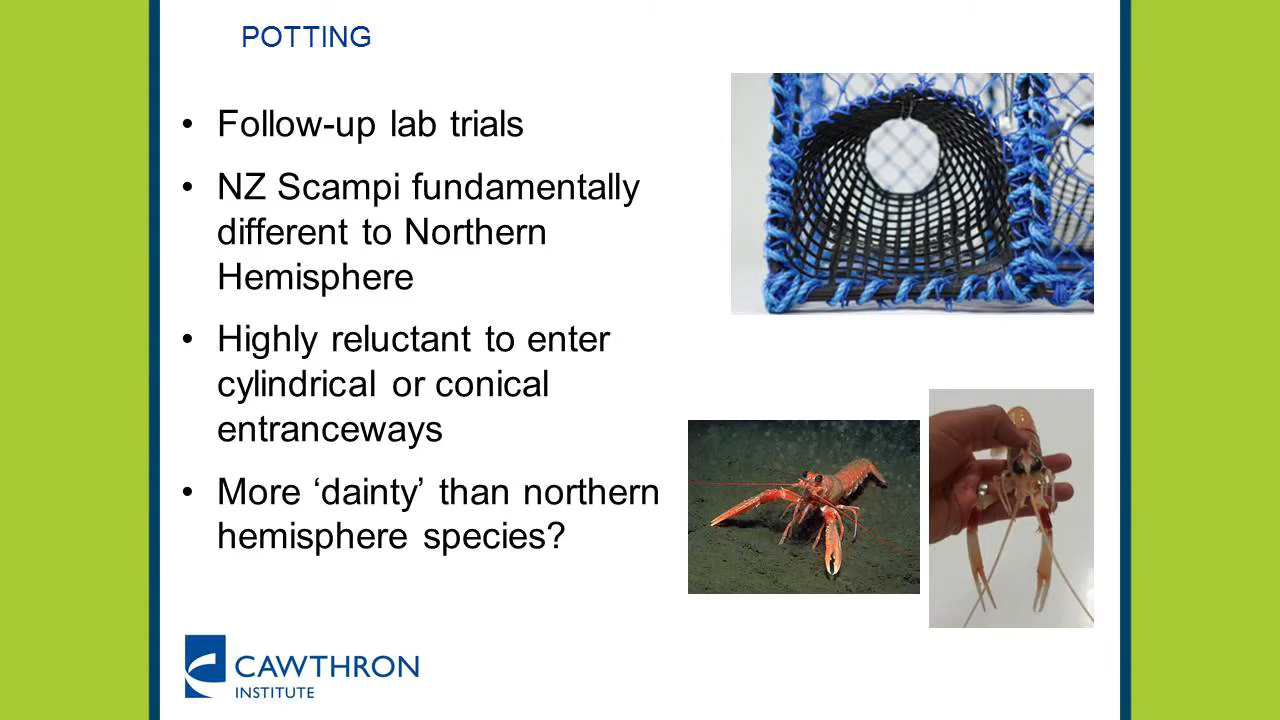 POTTING
• Follow-up lab trials
• NZ Scampi fundamentally
different to Northern
Hemisphere
• Highly reluctant to enter
cylindrical or conical
entranceways
• More ‘dainty’ than northern
hemisphere species?
CAWTHRON
INSTITUTE